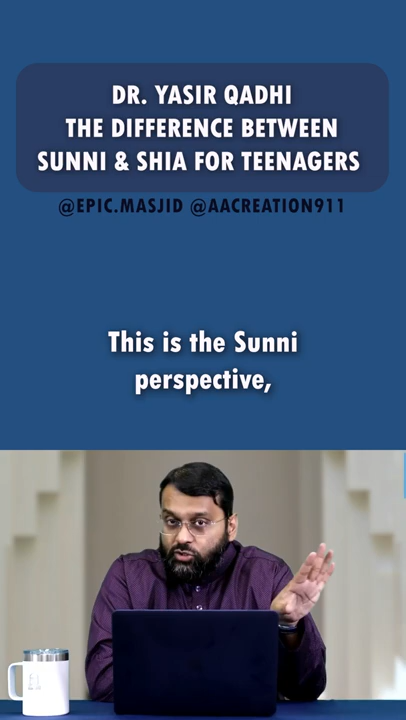 DR. YASIR QADHI
THE DIFFERENCE BETWEEN
SUNNI & SHIA FOR TEENAGERS
@EPIC.MASJID @AACREATION911
This is the Sunni
perspective,